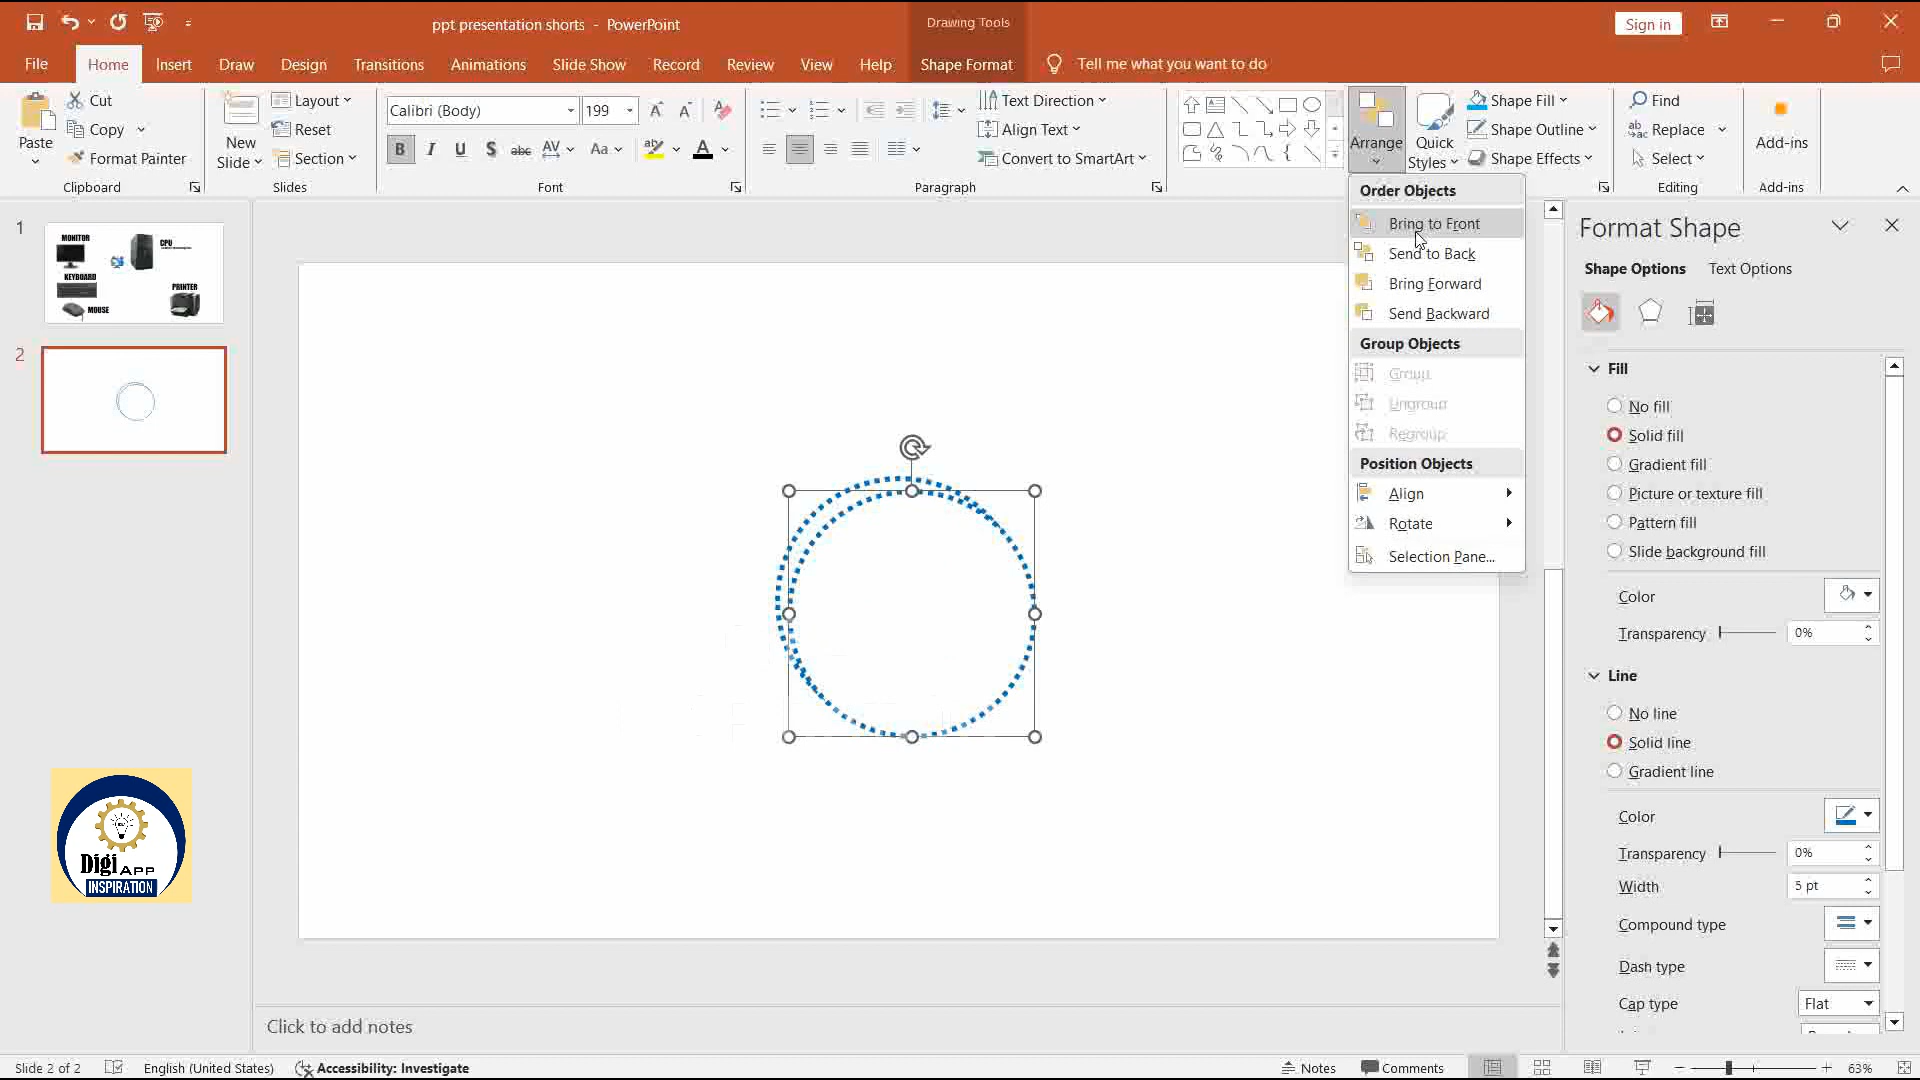 ppt presentation shorts - PowerPoint
Drawing Tools
Sign in
File
Home
Insert
Draw
Design
Transitions
Animations
Slide Show
Record
Review
View
Help
Shape Format
Tell me what you want to do
Paste
Cut
Copy
Format Painter
Clipboard
New
Slide
Layout
Reset
Section
Slides
Calibri (Body)
199
B I U S abc AV Aa A
Font
Text Direction
Align Text
Convert to SmartArt
Paragraph
Arrange
Quick
Styles
Shape Fill
Shape Outline
Shape Effects
Find
Replace
Select
Editing
Add-ins
Add-ins
Order Objects
Bring to Front
Send to Back
Bring Forward
Send Backward
Group Objects
Group
Ungroup
Regroup
Position Objects
Align
Rotate
Selection Pane...
1
MONITOR
CPU
KEYBOARD
PRINTER
MOUSE
2
Digi APP
INSPIRATION
Format Shape
Shape Options
Text Options
Fill
No fill
Solid fill
Gradient fill
Picture or texture fill
Pattern fill
Slide background fill
Color
Transparency
0%
Line
No line
Solid line
Gradient line
Color
Transparency
0%
Width
5 pt
Compound type
Dash type
Cap type
Flat
Click to add notes
Slide 2 of 2
English (United States)
Accessibility: Investigate
Notes
Comments
63%